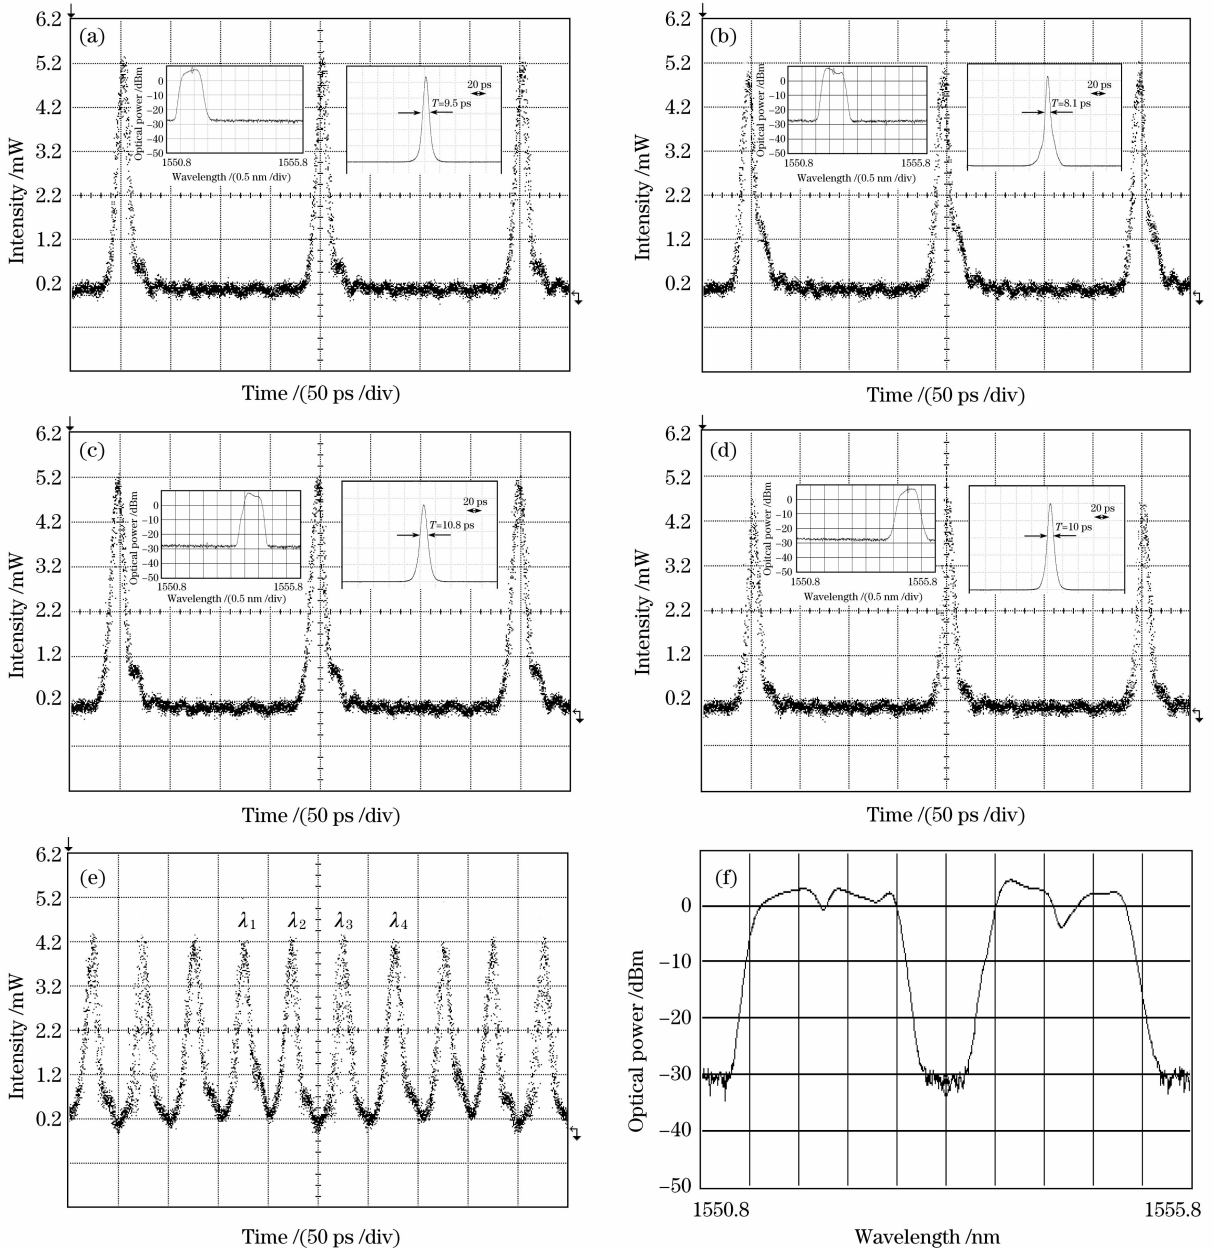 (a)
6.2
5.2
4.2
3.2
2.2
1.2
0.2
Intensity /mW
Time /(50 ps /div)
Optical power /dBm
0
−10
−20
−30
−40
−50
1550.8
1555.8
Wavelength /(0.5 nm /div)
20 ps
T=9.5 ps
(b)
6.2
5.2
4.2
3.2
2.2
1.2
0.2
Intensity /mW
Time /(50 ps /div)
Optical power /dBm
0
−10
−20
−30
−40
−50
1550.8
1555.8
Wavelength /(0.5 nm /div)
20 ps
T=8.1 ps
(c)
6.2
5.2
4.2
3.2
2.2
1.2
0.2
Intensity /mW
Time /(50 ps /div)
Optical power /dBm
0
−10
−20
−30
−40
−50
1550.8
1555.8
Wavelength /(0.5 nm /div)
20 ps
T=10.8 ps
(d)
6.2
5.2
4.2
3.2
2.2
1.2
0.2
Intensity /mW
Time /(50 ps /div)
Optical power /dBm
0
−10
−20
−30
−40
−50
1550.8
1555.8
Wavelength /(0.5 nm /div)
20 ps
T=10 ps
(e)
6.2
5.2
4.2
3.2
2.2
1.2
0.2
Intensity /mW
λ1 λ2 λ3 λ4
Time /(50 ps /div)
(f)
0
−10
−20
−30
−40
−50
Optical power /dBm
1550.8
1555.8
Wavelength /nm